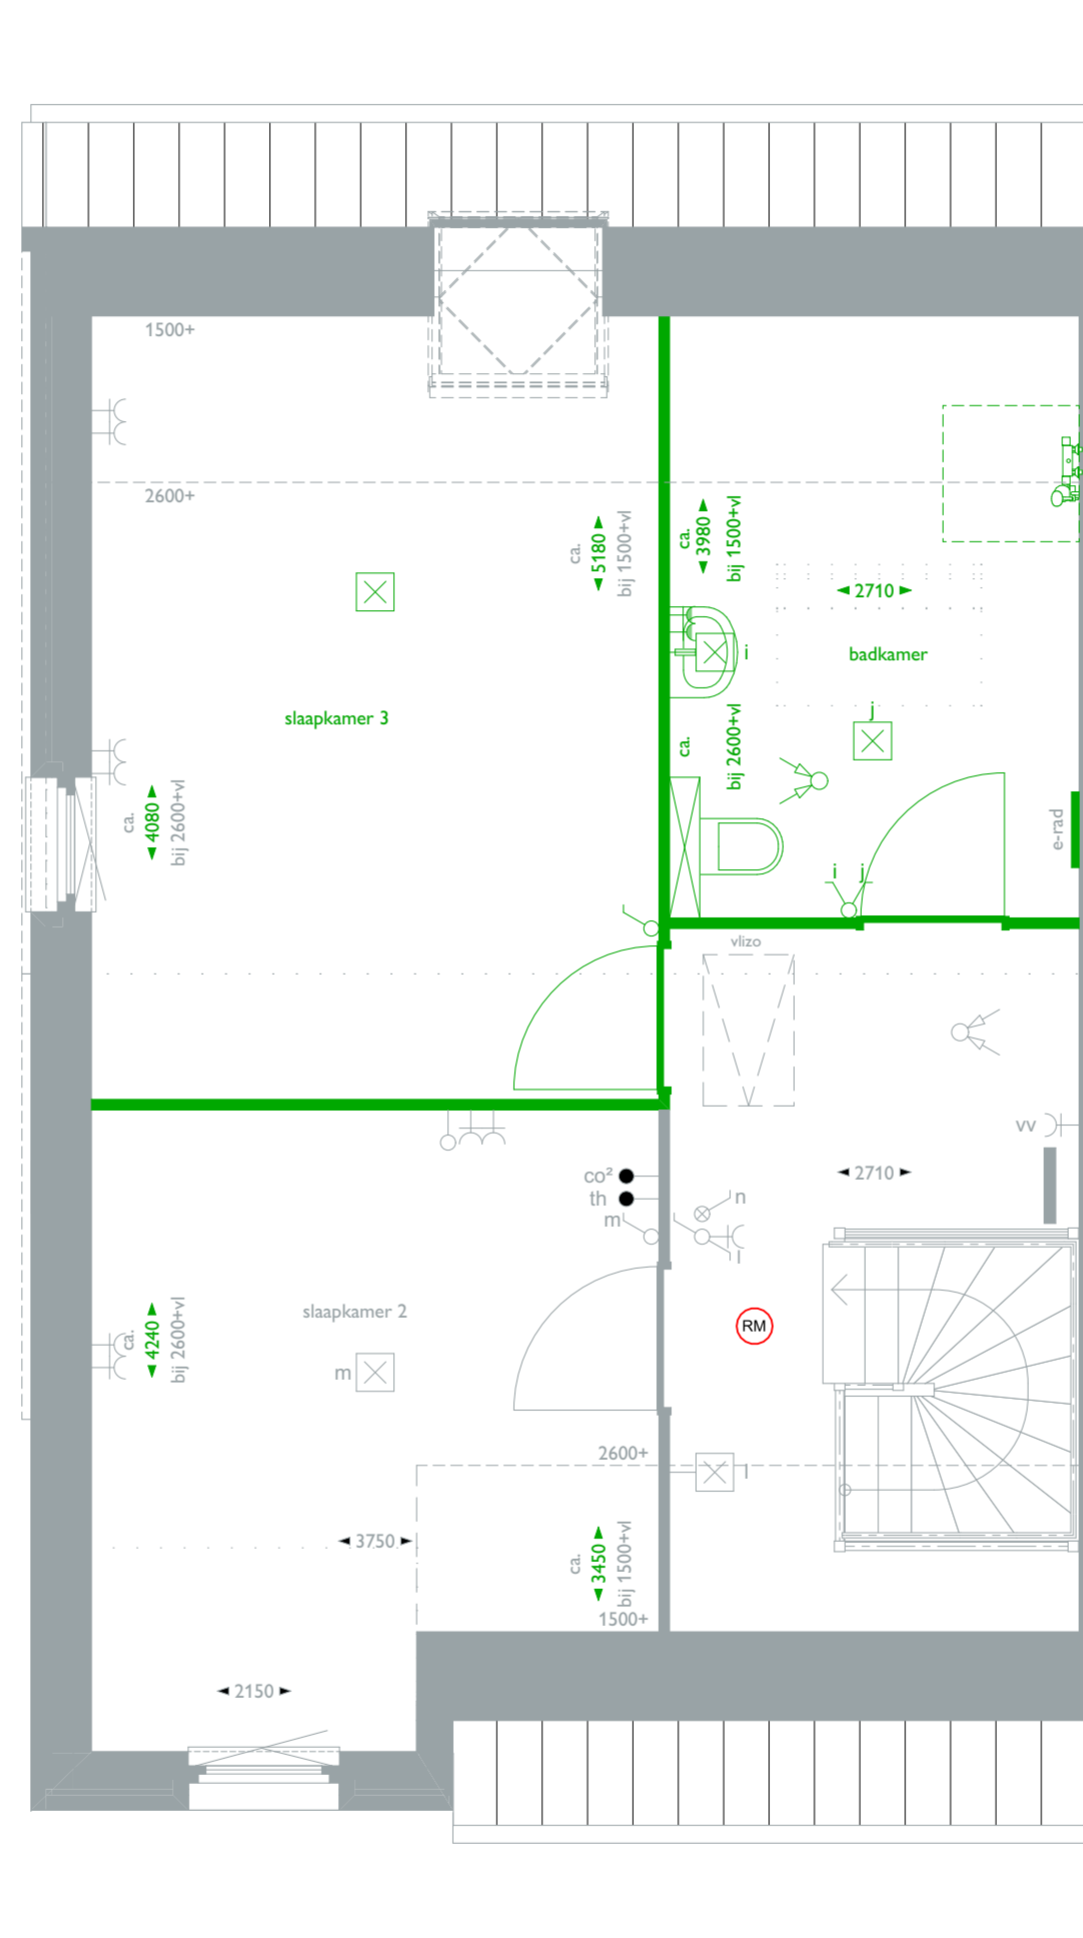 1500+
2600+
ca.
5180
bij 1500+vl
ca.
3980
bij 1500+vl
2710
i
badkamer
slaapkamer 3
j
ca.
bij 2600+vl
ca.
4080
bij 2600+vl
e-rad
i j
vlizo
vv
co²
th
m
2710
n
l
slaapkamer 2
RM
ca.
4240
bij 2600+vl
m
2600+
l
3750
ca.
3450
bij 1500+vl
1500+
2150